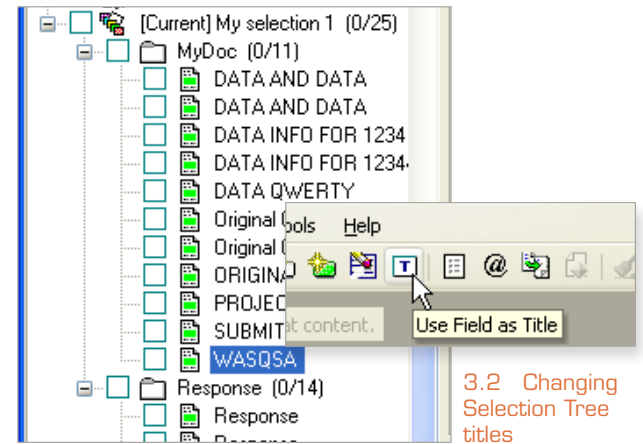 [Current] My selection 1 (0/25)
MyDoc (0/11)
DATA AND DATA
DATA AND DATA
DATA INFO FOR 1234
DATA INFO FOR 1234
DATA QWERTY
Original
Original
PROJEC
SUBMIT
WASQSA
Response (0/14)
Response
Help
T
@
content.
Use Field as Title
3.2 Changing
Selection Tree
titles